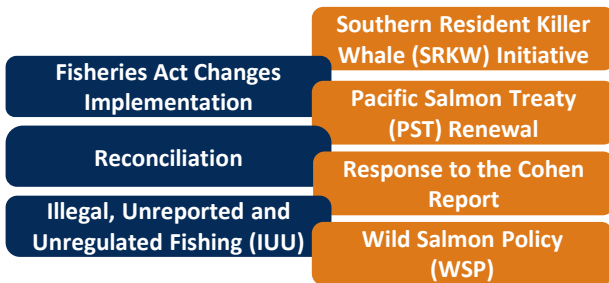 Southern Resident Killer
Whale (SRKW) Initiative
Fisheries Act Changes
Implementation
Pacific Salmon Treaty
(PST) Renewal
Reconciliation
Response to the Cohen
Report
Illegal, Unreported and
Unregulated Fishing (IUU)
Wild Salmon Policy
(WSP)